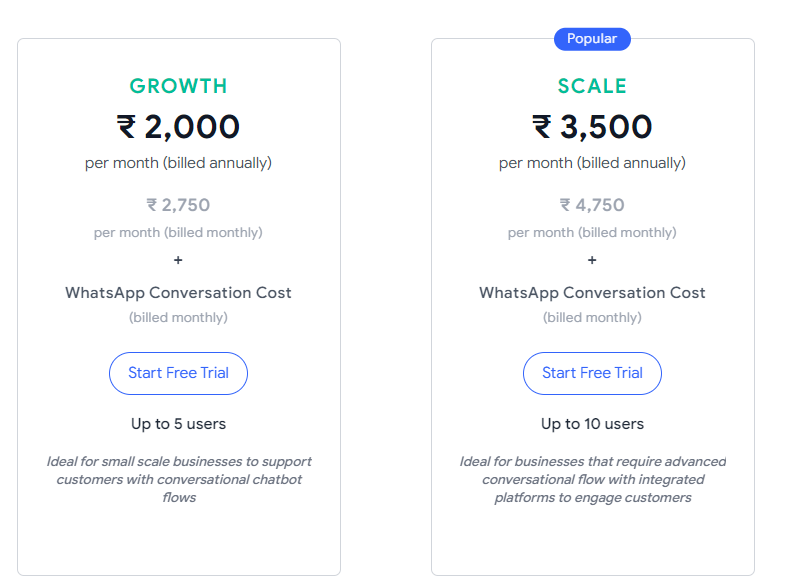 GROWTH
₹ 2,000
per month (billed annually)
₹ 2,750
per month (billed monthly)
+
WhatsApp Conversation Cost
(billed monthly)
Start Free Trial
Up to 5 users
Ideal for small scale businesses to support
customers with conversational chatbot
flows
Popular
SCALE
₹ 3,500
per month (billed annually)
₹ 4,750
per month (billed monthly)
+
WhatsApp Conversation Cost
(billed monthly)
Start Free Trial
Up to 10 users
Ideal for businesses that require advanced
conversational flow with integrated
platforms to engage customers